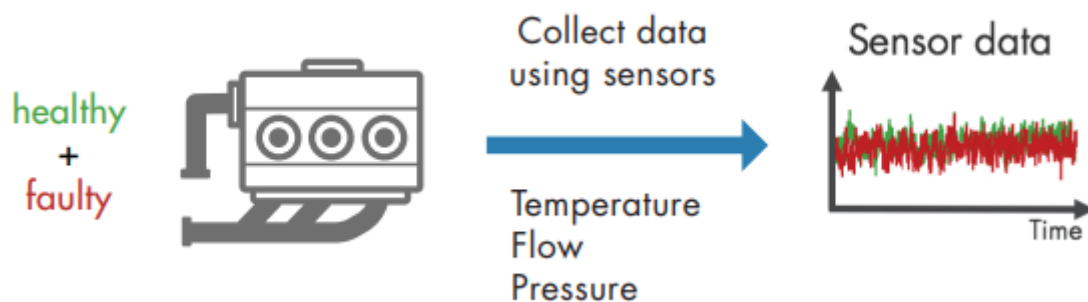 healthy
+
faulty
Collect data
using sensors
Temperature
Flow
Pressure
Sensor data
Time